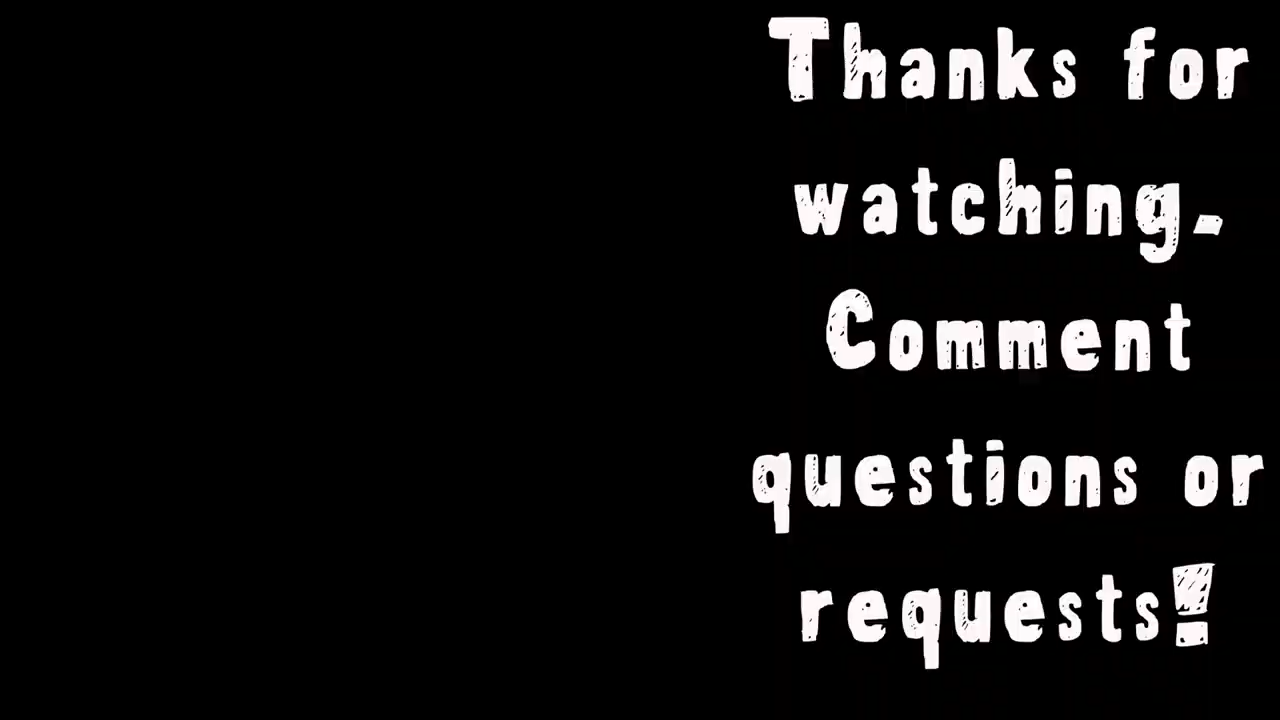 Thanks for
watching.
Comment
questions or
requests!